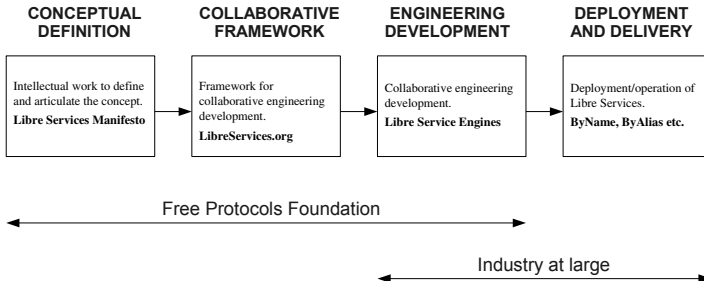 CONCEPTUAL
DEFINITION
COLLABORATIVE
FRAMEWORK
ENGINEERING
DEVELOPMENT
DEPLOYMENT
AND DELIVERY
Intellectual work to define
and articulate the concept.
Libre Services Manifesto
Framework for
collaborative engineering
development.
LibreServices.org
Collaborative engineering
development.
Libre Service Engines
Deployment/operation of
Libre Services.
ByName, ByAlias etc.
Free Protocols Foundation
Industry at large